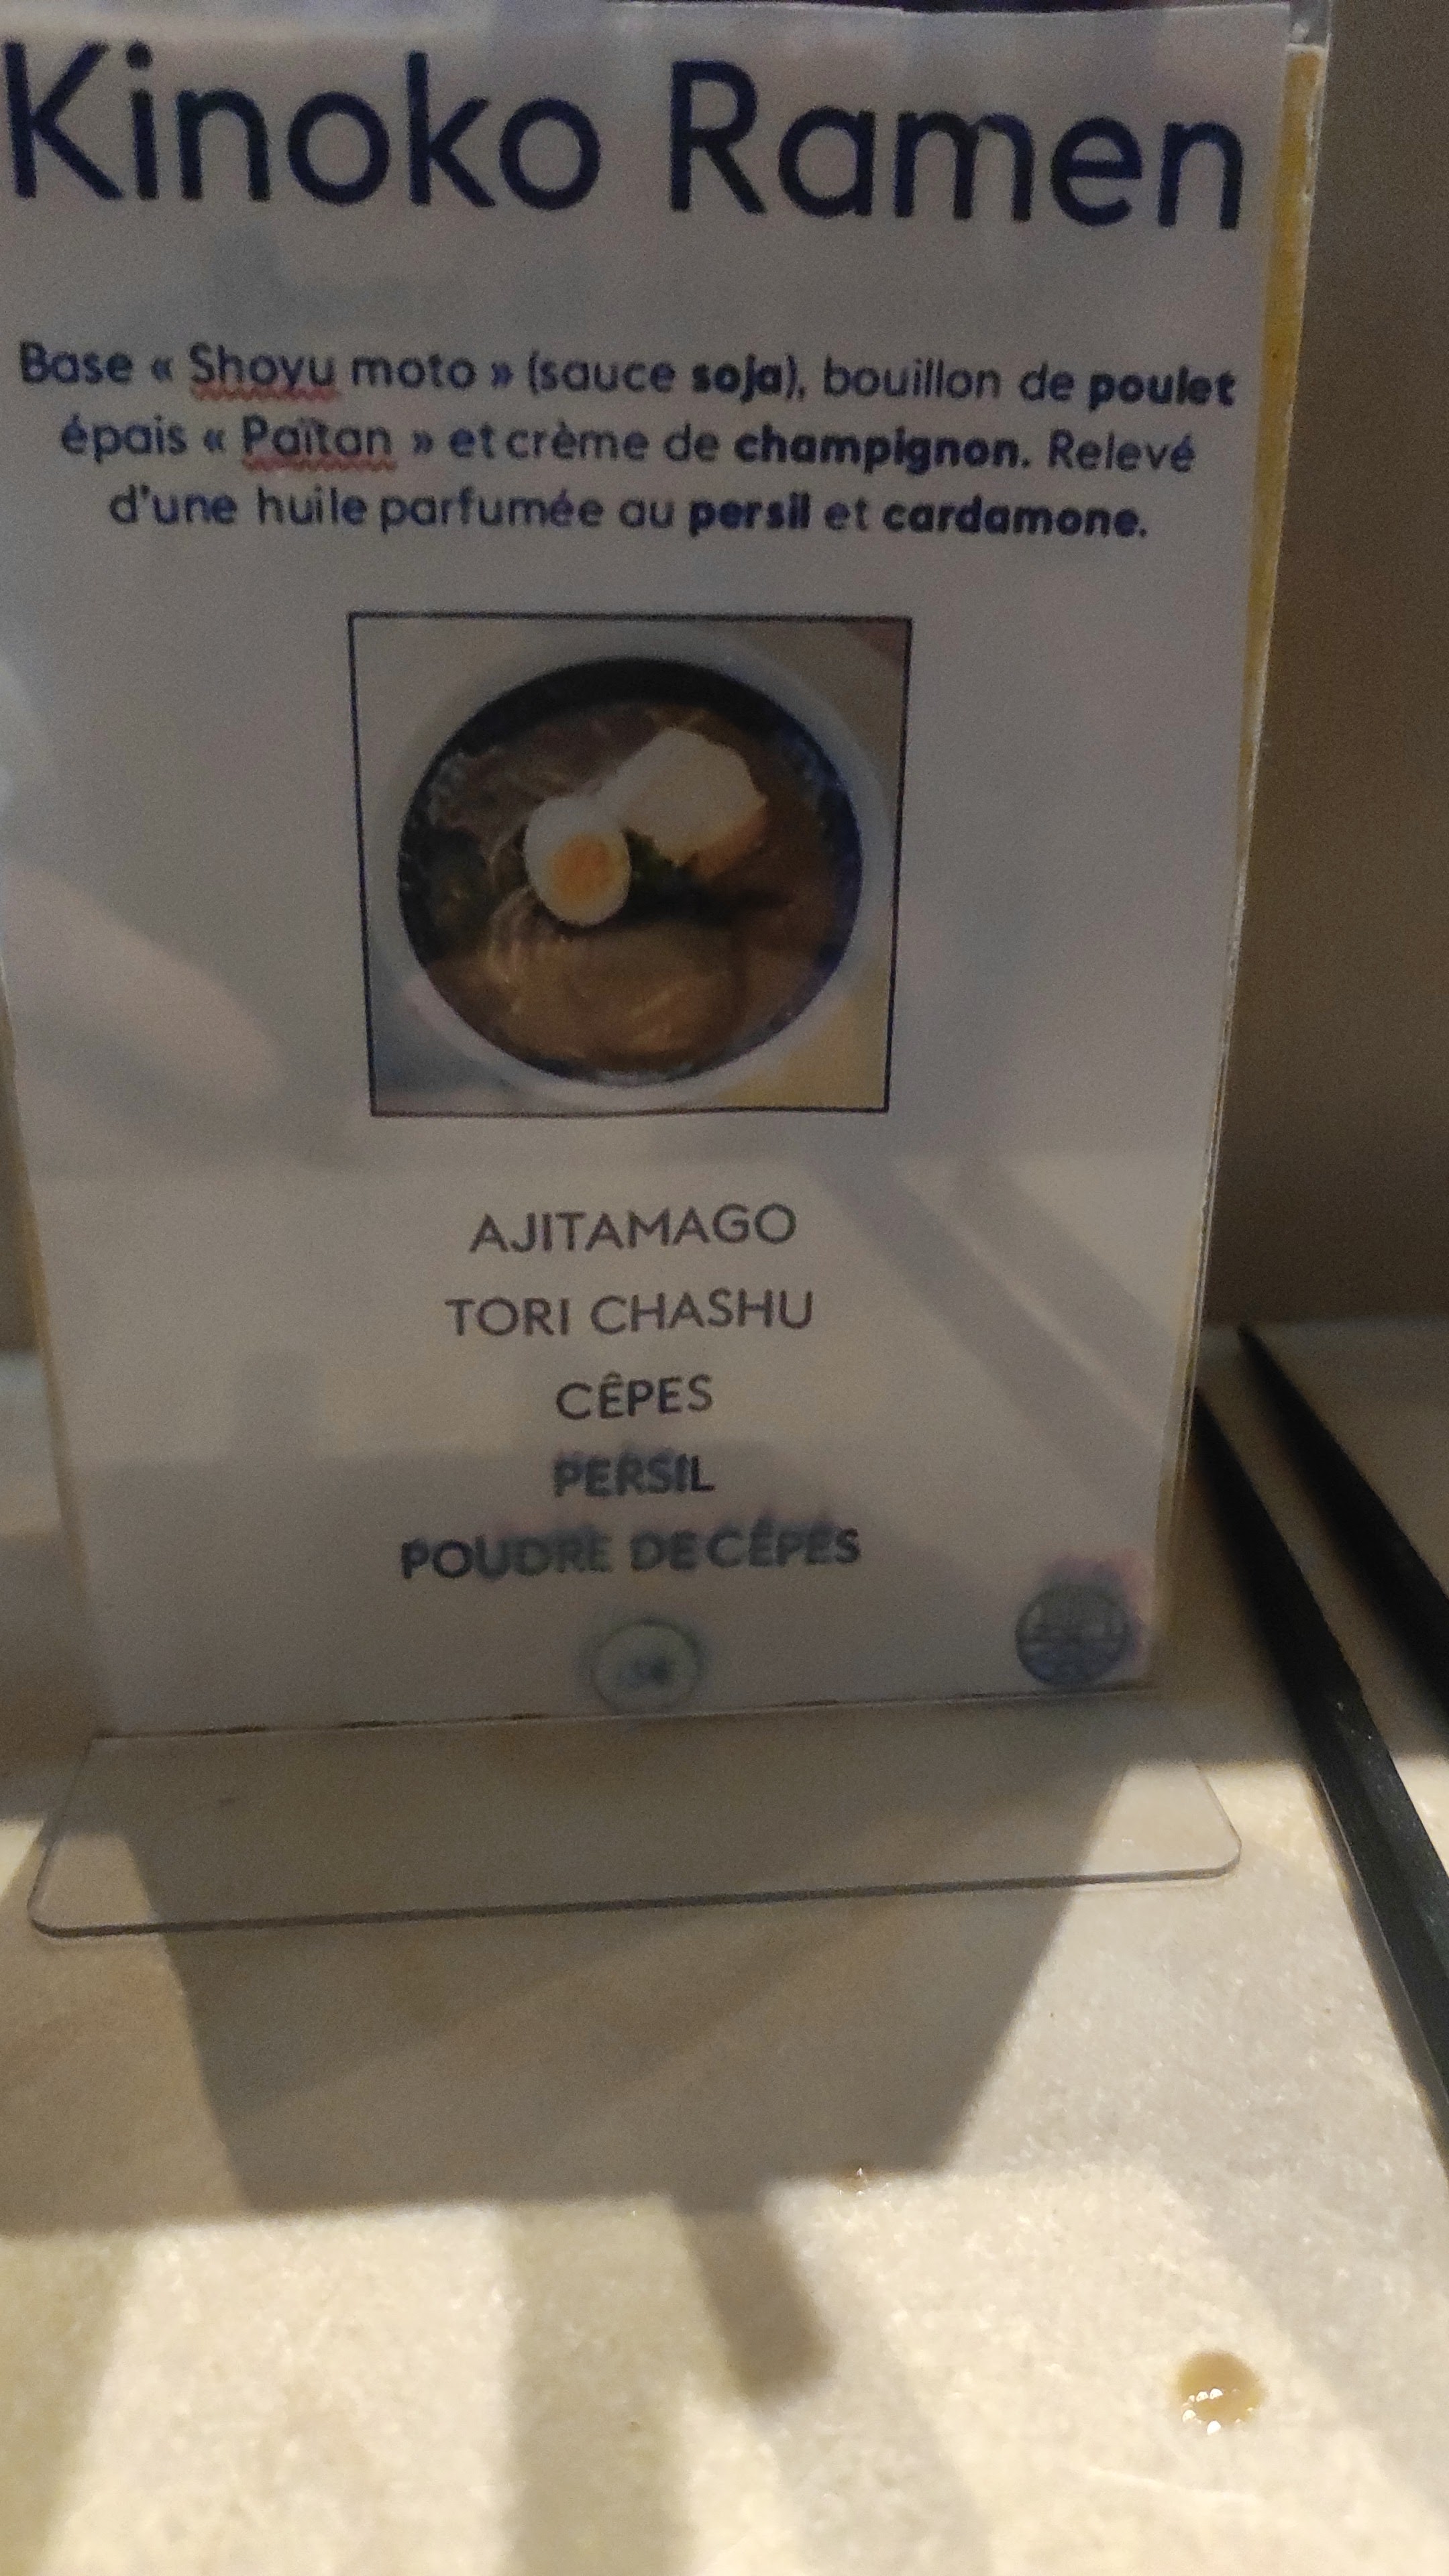 Kinoko Ramen
Base « Shoyu moto » (sauce soja), bouillon de poulet
épais « Païtan » et crème de champignon. Relevé
d'une huile parfumée au persil et cardamone.
AJITAMAGO
TORI CHASHU
CÊPES
PERSIL
POUDRE DE CÊPES